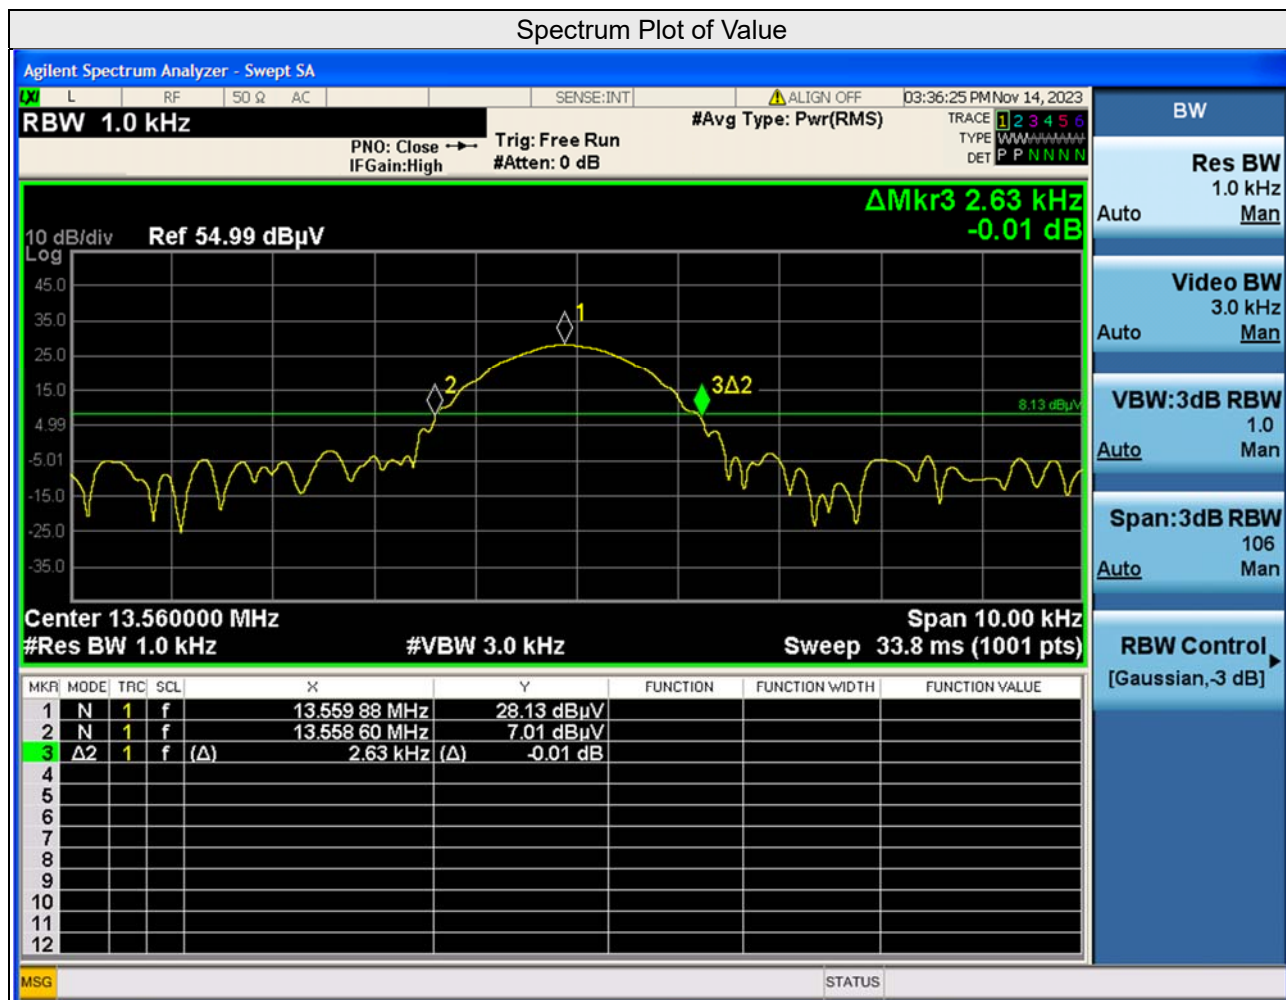 Spectrum Plot of Value
Agilent Spectrum Analyzer - Swept SA
LXI L RF 50 Ω AC SENSE:INT ALIGN OFF 03:36:25 PM Nov 14, 2023
RBW 1.0 kHz
PNO: Close
IFGain:High
Trig: Free Run
#Atten: 0 dB
#Avg Type: Pwr(RMS)
TRACE 1 2 3 4 5 6
TYPE
DET P P N N N N
ΔMkr3 2.63 kHz
-0.01 dB
10 dB/div Ref 54.99 dBµV
Log
45.0
35.0
25.0
15.0
4.99
-5.01
-15.0
-25.0
-35.0
1
2
3Δ2
8.13 dBµV
Center 13.560000 MHz Span 10.00 kHz
#Res BW 1.0 kHz #VBW 3.0 kHz Sweep 33.8 ms (1001 pts)
MKR MODE TRC SCL X Y FUNCTION FUNCTION WIDTH FUNCTION VALUE
1 N 1 f 13.559 88 MHz 28.13 dBµV
2 N 1 f 13.558 60 MHz 7.01 dBµV
3 Δ2 1 f (Δ) 2.63 kHz (Δ) -0.01 dB
4
5
6
7
8
9
10
11
12
MSG STATUS
BW
Res BW
1.0 kHz
Auto Man
Video BW
3.0 kHz
Auto Man
VBW:3dB RBW
1.0
Auto Man
Span:3dB RBW
106
Auto Man
RBW Control
[Gaussian,-3 dB]